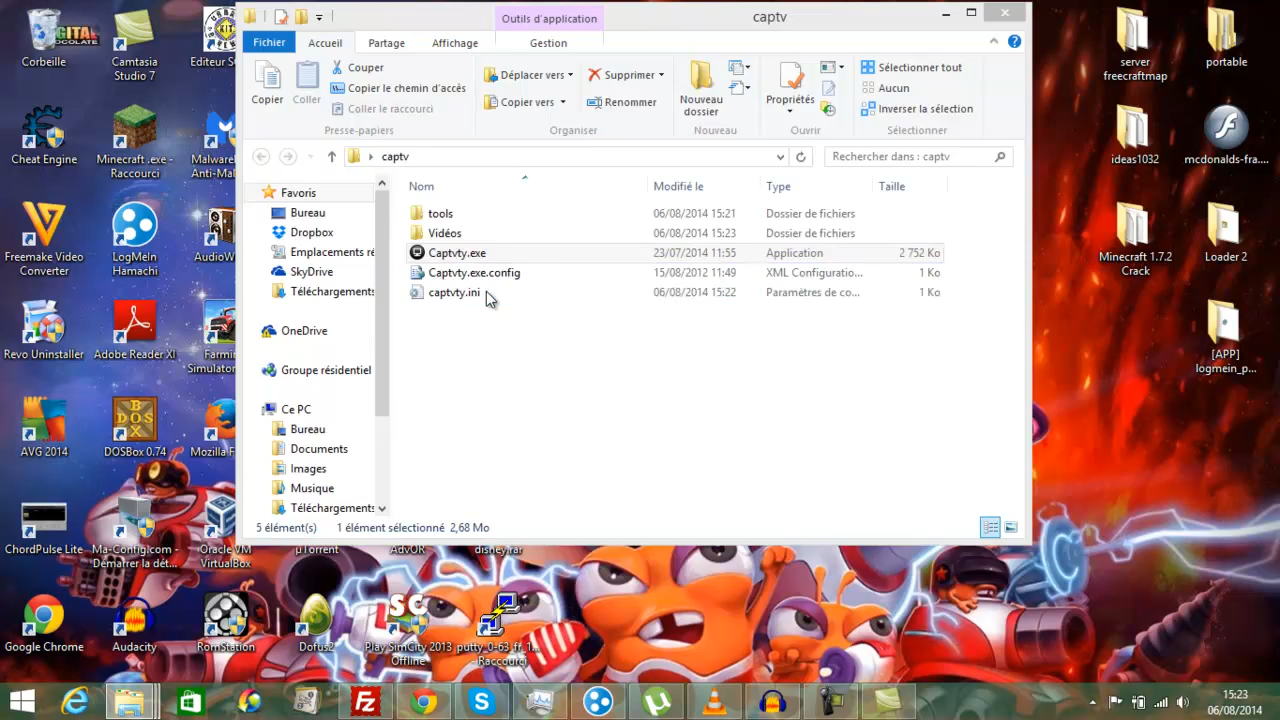 Outils d'application
captv
Fichier
Accueil
Partage
Affichage
Gestion
Copier
Coller
Couper
Copier le chemin d'accès
Coller le raccourci
Presse-papiers
Déplacer vers
Copier vers
Supprimer
Renommer
Organiser
Nouveau
dossier
Nouveau
Propriétés
Ouvrir
Sélectionner tout
Aucun
Inverser la sélection
Sélectionner
captv
Rechercher dans : captv
Nom
Modifié le
Type
Taille
tools
06/08/2014 15:21
Dossier de fichiers
Vidéos
06/08/2014 15:23
Dossier de fichiers
Captvty.exe
23/07/2014 11:55
Application
2 752 Ko
Captvty.exe.config
15/08/2012 11:49
XML Configuratio...
1 Ko
captvty.ini
06/08/2014 15:22
Paramètres de co...
1 Ko
Favoris
Bureau
Dropbox
Emplacements ré
SkyDrive
Téléchargements
OneDrive
Groupe résidentiel
Ce PC
Bureau
Documents
Images
Musique
Téléchargements
5 élément(s)
1 élément sélectionné 2,68 Mo
Corbeille
Camtasia
Studio 7
Editeur S
Cheat Engine
Minecraft .exe -
Raccourci
Malware
Anti-Mal
Freemake Video
Converter
LogMeIn
Hamachi
AudioW
Revo Uninstaller
Adobe Reader XI
Farmin
Simulator
AVG 2014
DOSBox 0.74
Mozilla F
ChordPulse Lite
Ma-Config.com -
Démarrer la dét...
Oracle VM
VirtualBox
µTorrent
AdvOR
disney.rar
Google Chrome
Audacity
RomStation
Dofus2
SC
Play SimCity 2013
Offline
putty_0-63_fr_1...
- Raccourci
server
freecraftmap
portable
ideas1032
mcdonalds-fra...
Minecraft 1.7.2
Crack
Loader 2
[APP]
logmein_p...
15:23
06/08/2014